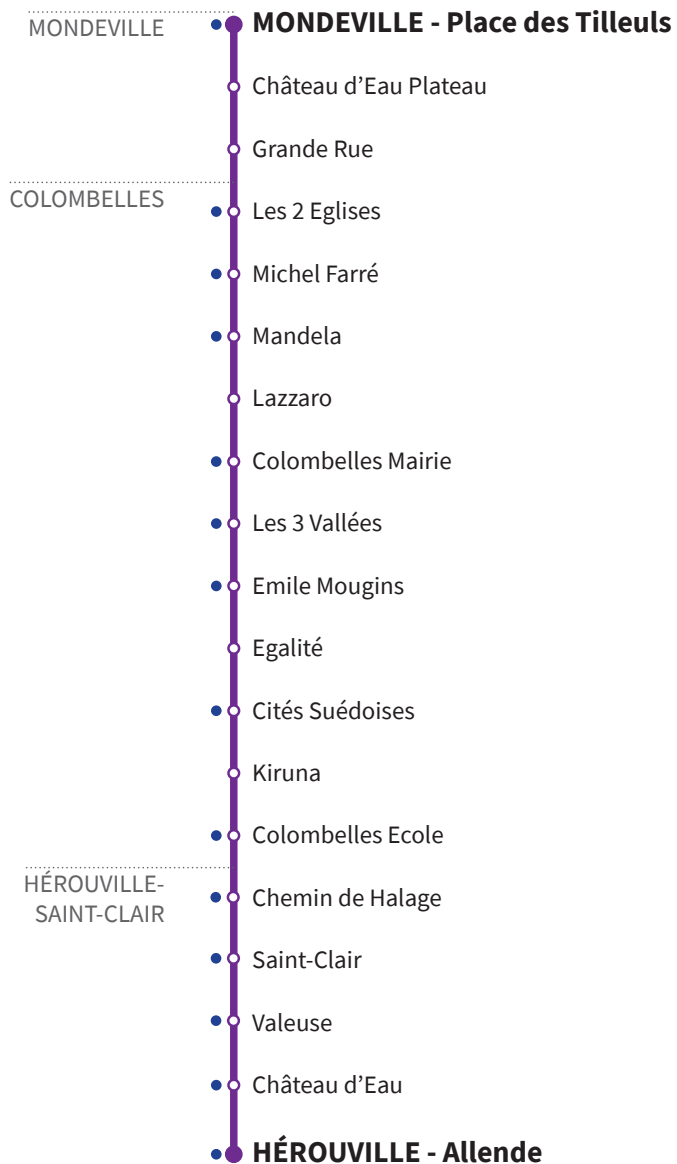 MONDEVILLE
MONDEVILLE - Place des Tilleuls
Château d’Eau Plateau
Grande Rue
COLOMBELLES
Les 2 Eglises
Michel Farré
Mandela
Lazzaro
Colombelles Mairie
Les 3 Vallées
Emile Mougins
Egalité
Cités Suédoises
Kiruna
Colombelles Ecole
HÉROUVILLE-
SAINT-CLAIR
Chemin de Halage
Saint-Clair
Valeuse
Château d’Eau
HÉROUVILLE - Allende